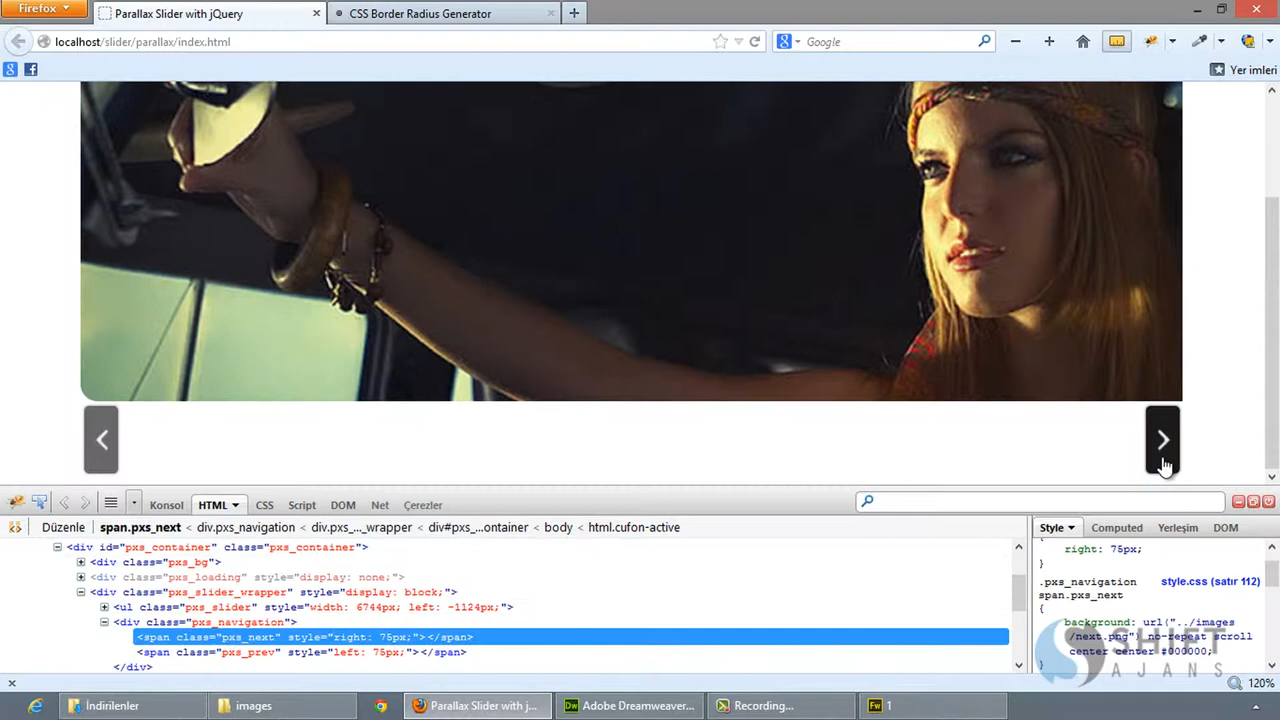 Firefox
Parallax Slider with jQuery
CSS Border Radius Generator
localhost/slider/parallax/index.html
Google
Yer imleri
Konsol HTML CSS Script DOM Net Çerezler
Düzenle span.pxs_next div.pxs_navigation div.pxs_..._wrapper div#pxs_...ontainer body html.cufon-active
<div id="pxs_container" class="pxs_container">
<div class="pxs_bg">
<div class="pxs_loading" style="display: none;">
<div class="pxs_slider_wrapper" style="display: block;">
<ul class="pxs_slider" style="width: 6744px; left: -1124px;">
<div class="pxs_navigation">
<span class="pxs_next" style="right: 75px;"></span>
<span class="pxs_prev" style="left: 75px;"></span>
</div>
Style Computed Yerleşim DOM
right: 75px;
}
.pxs_navigation style.css (satır 112)
span.pxs_next
{
background: url("../images
/next.png") no-repeat scroll
center center #000000;
}
SHIFT
AJANS
120%
İndirilenler
images
Parallax Slider with j...
Dw Adobe Dreamweaver...
Recording...
Fw 1